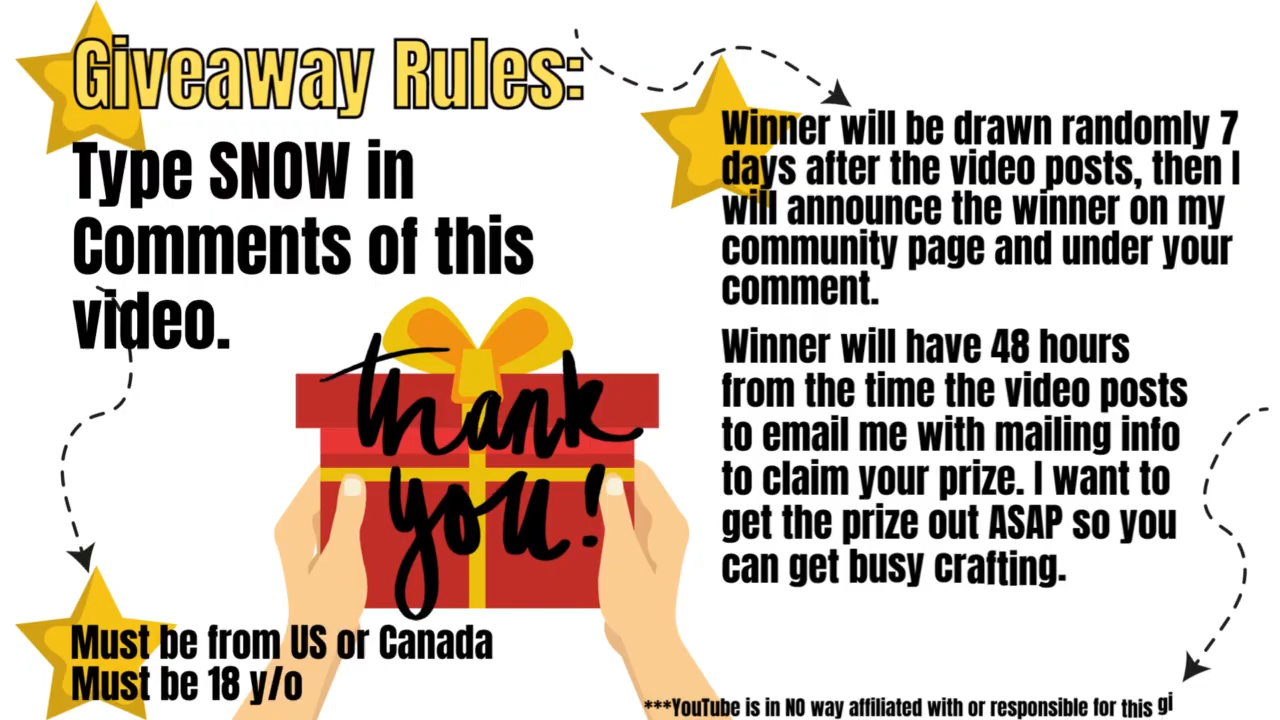 Giveaway Rules:
Type SNOW in
Comments of this
video.
thank
you!
Must be from US or Canada
Must be 18 y/o
Winner will be drawn randomly 7
days after the video posts, then I
will announce the winner on my
community page and under your
comment.
Winner will have 48 hours
from the time the video posts
to email me with mailing info
to claim your prize. I want to
get the prize out ASAP so you
can get busy crafting.
***YouTube is in NO way affiliated with or responsible for this gi